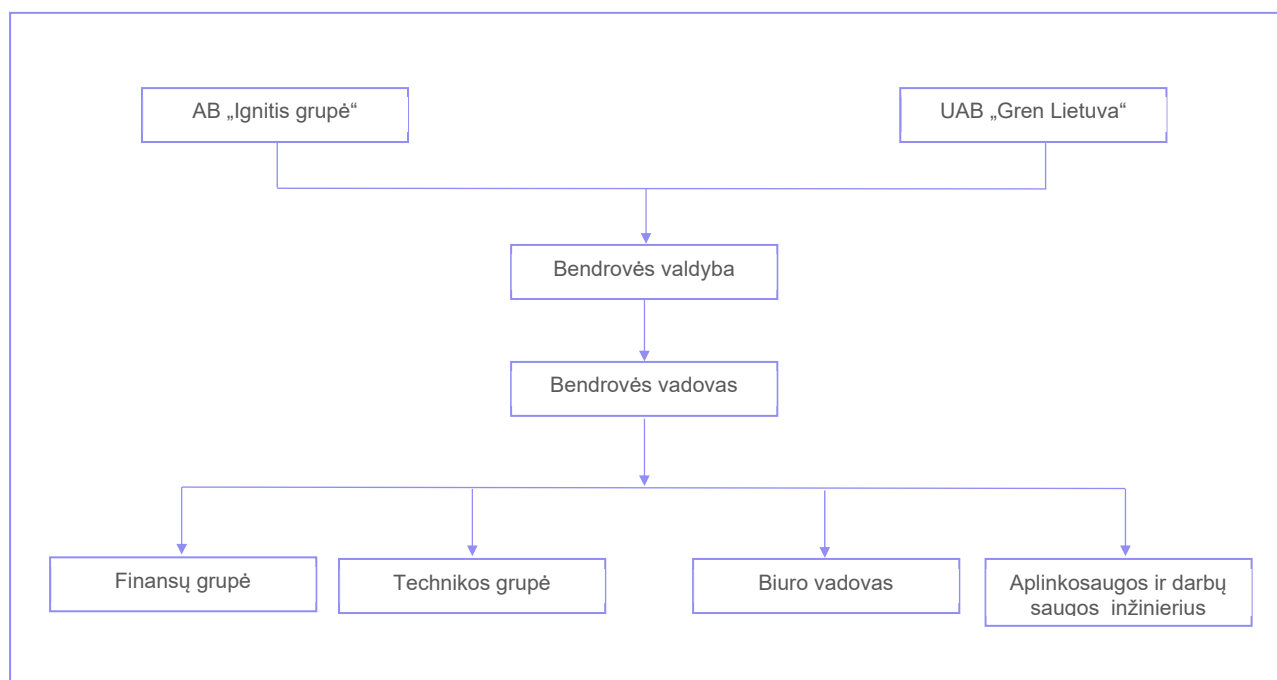 AB „Ignitis grupė“
UAB „Gren Lietuva“
Bendrovės valdyba
Bendrovės vadovas
Finansų grupė
Technikos grupė
Biuro vadovas
Aplinkosaugos ir darbų
saugos inžinierius